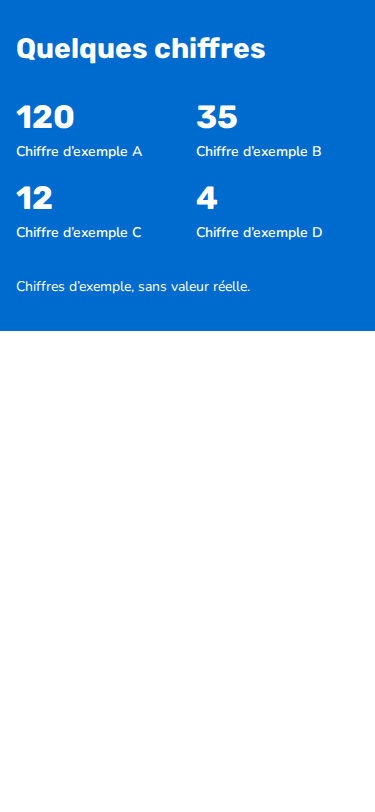 Quelques chiffres
120
35
Chiffre d’exemple A
Chiffre d’exemple B
12
4
Chiffre d’exemple C
Chiffre d’exemple D
Chiffres d’exemple, sans valeur réelle.